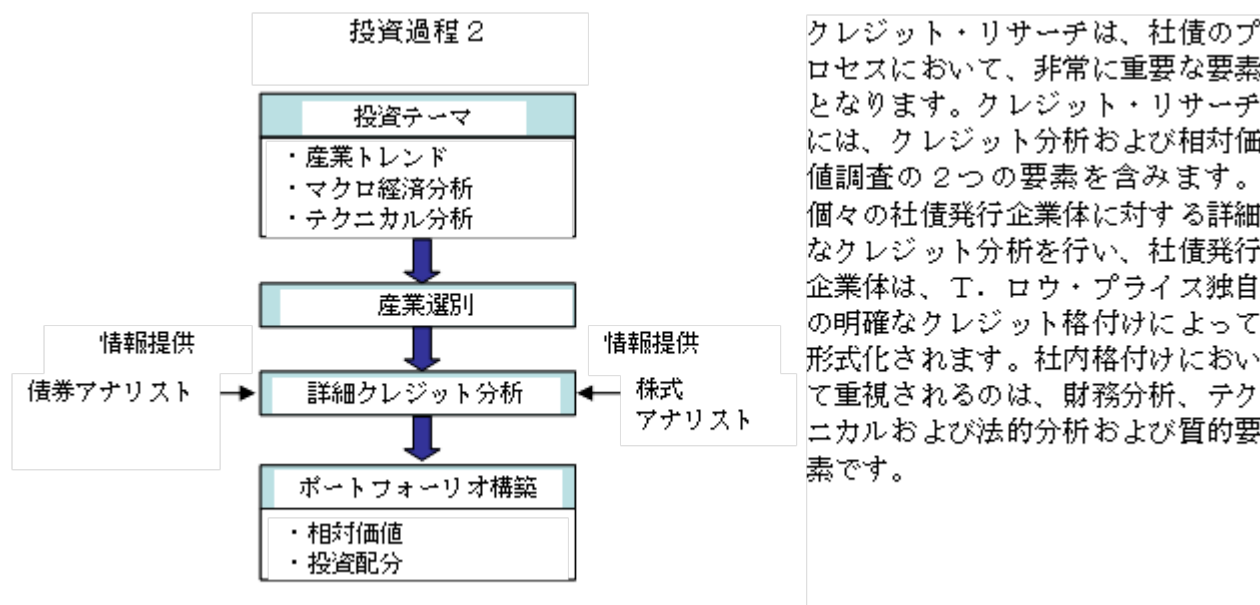 投資過程２
投資テーマ
・産業トレンド
・マクロ経済分析
・テクニカル分析
産業選別
情報提供
債券アナリスト
詳細クレジット分析
情報提供
株式
アナリスト
ポートフォーリオ構築
・相対価値
・投資配分
クレジット・リサーチは、社債のプ
ロセスにおいて、非常に重要な要素
となります。クレジット・リサーチ
には、クレジット分析および相対価
値調査の２つの要素を含みます。
個々の社債発行企業体に対する詳細
なクレジット分析を行い、社債発行
企業体は、Ｔ．ロウ・プライス独自
の明確なクレジット格付けによって
形式化されます。社内格付けにおい
て重視されるのは、財務分析、テク
ニカルおよび法的分析および質的要
素です。